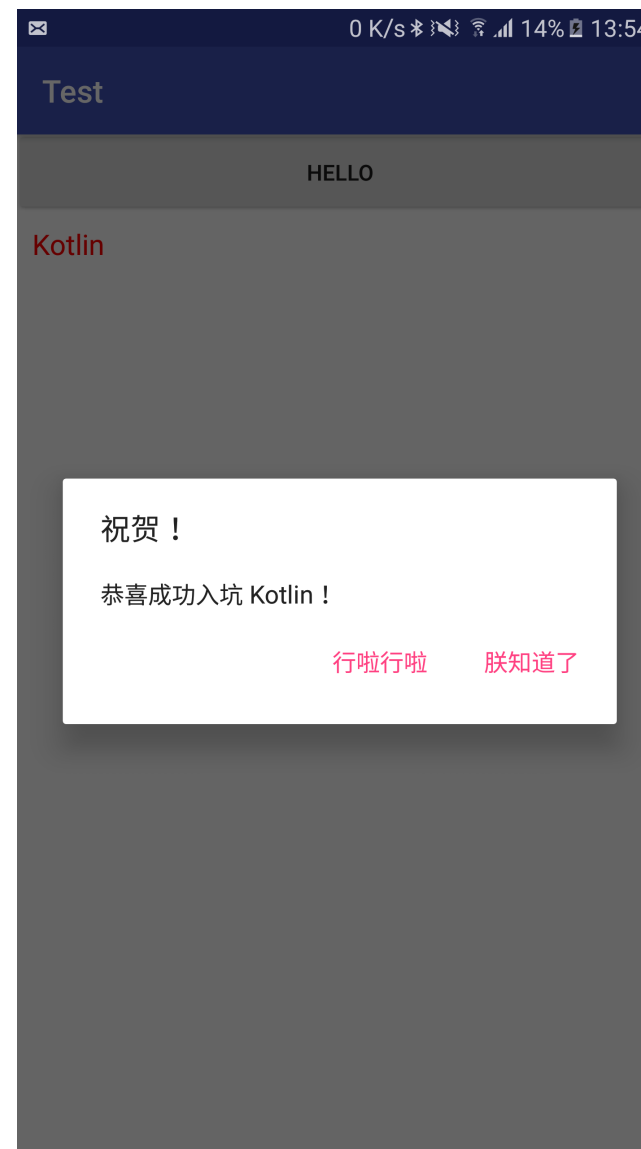 0 K/s 14% 13:54
Test
HELLO
Kotlin
祝贺！
恭喜成功入坑 Kotlin！
行啦行啦 朕知道了